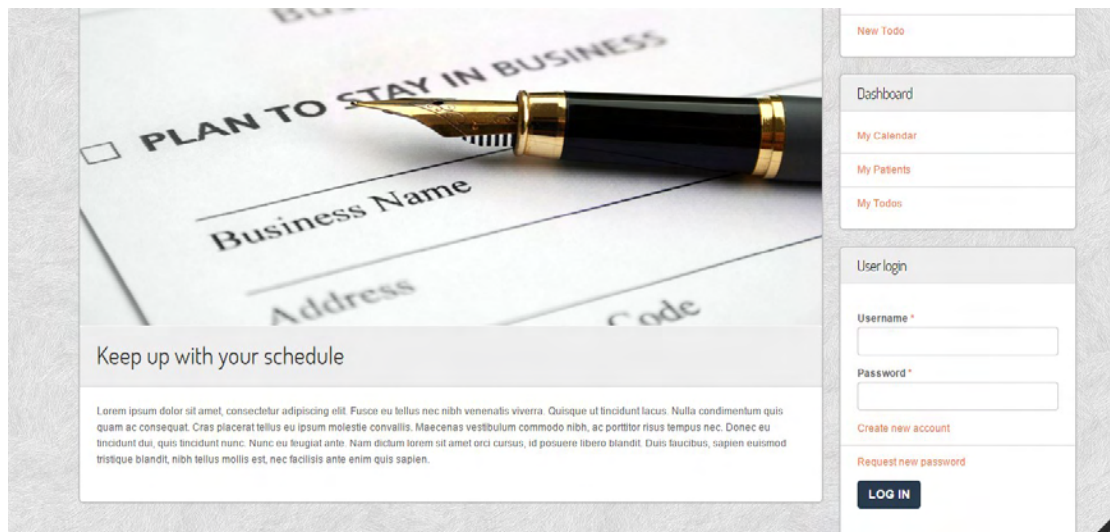 PLAN TO STAY IN BUSINESS
Business Name
Address
Code
Keep up with your schedule
Lorem ipsum dolor sit amet, consectetur adipiscing elit. Fusce eu tellus nec nibh venenatis viverra. Quisque ut tincidunt lacus. Nulla condimentum quis
quam ac consequat. Cras placerat tellus eu ipsum molestie convallis. Maecenas vestibulum commodo nibh, ac porttitor risus tempus nec. Donec eu
tincidunt dui, quis tincidunt nunc. Nunc eu feugiat ante. Nam dictum lorem sit amet orci cursus, id posuere libero blandit. Duis faucibus, sapien euismod
tristique blandit, nibh tellus mollis est, nec facilisis ante enim quis sapien.
New Todo
Dashboard
My Calendar
My Patients
My Todos
User login
Username *
Password *
Create new account
Request new password
LOG IN